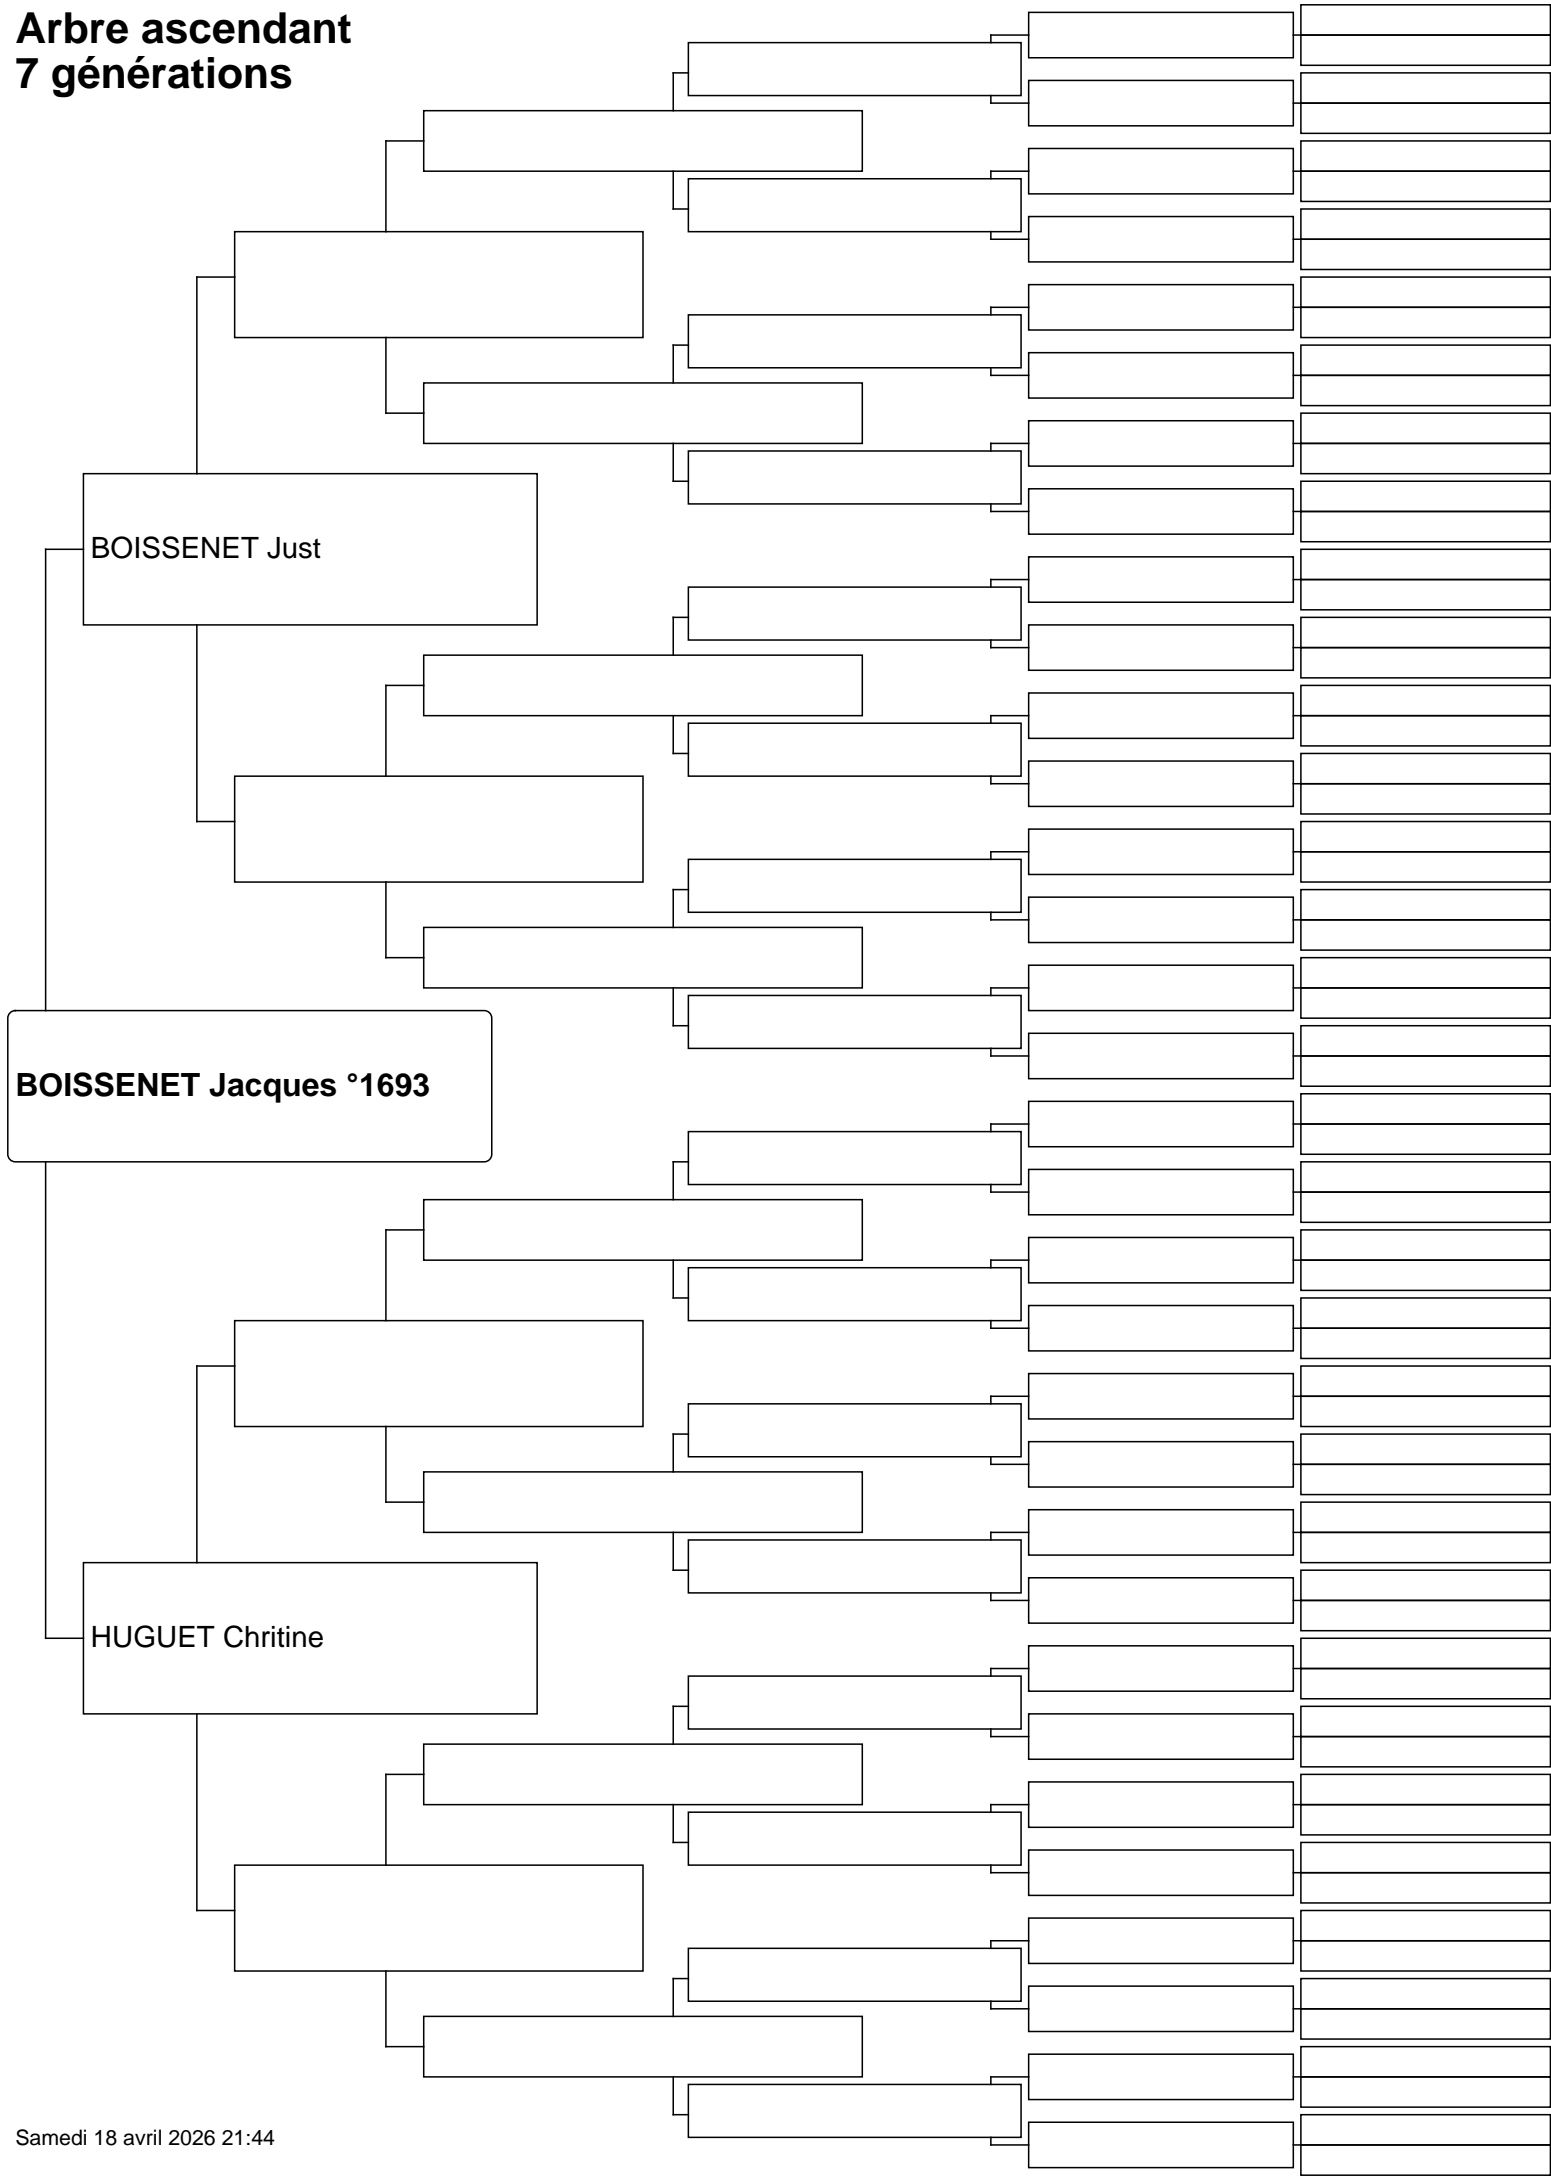 Arbre ascendant
7 générations
BOISSENET Just
BOISSENET Jacques °1693
HUGUET Chritine
Samedi 18 avril 2026 21:44